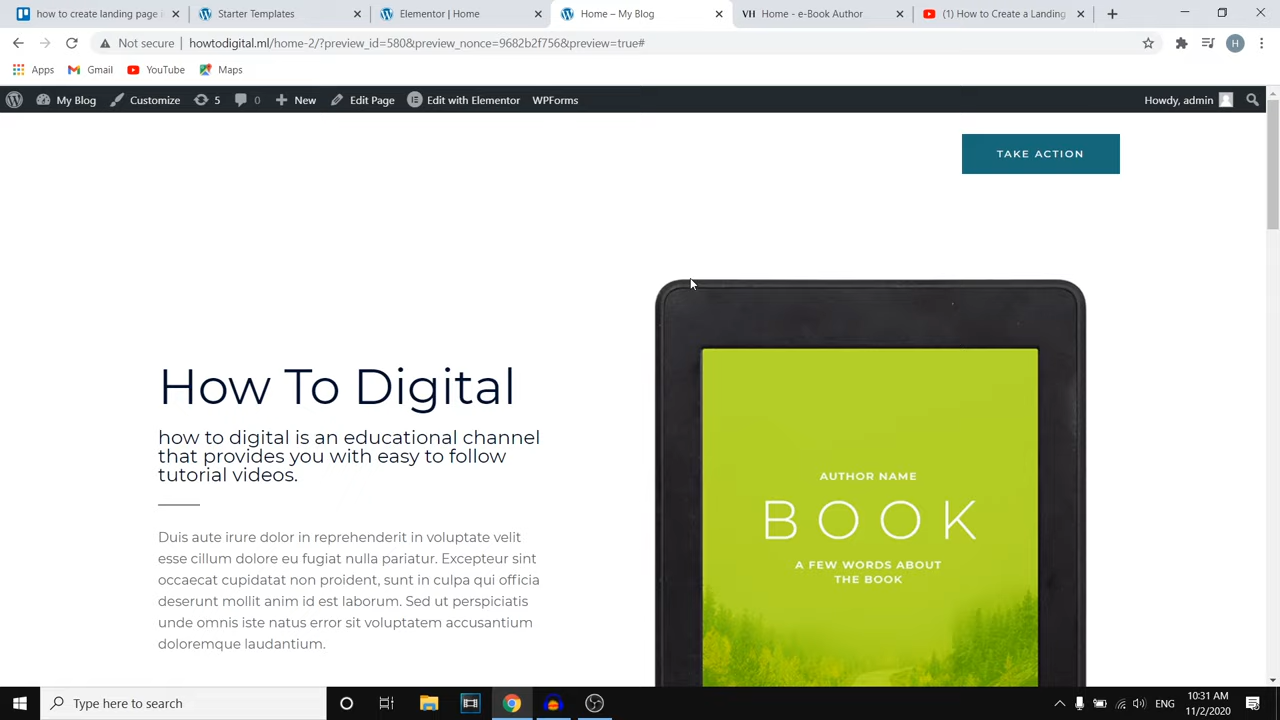 how to create landing page i
Starter Templates
Elementor | Home
Home – My Blog
VII Home - e-Book Author
(1) How to Create a Landing
Not secure | howtodigital.ml/home-2/?preview_id=580&preview_nonce=9682b2f756&preview=true#
H
Apps Gmail YouTube Maps
My Blog Customize 5 0 New Edit Page Edit with Elementor WPForms Howdy, admin
TAKE ACTION
How To Digital
how to digital is an educational channel
that provides you with easy to follow
tutorial videos.
Duis aute irure dolor in reprehenderit in voluptate velit
esse cillum dolore eu fugiat nulla pariatur. Excepteur sint
occaecat cupidatat non proident, sunt in culpa qui officia
deserunt mollit anim id est laborum. Sed ut perspiciatis
unde omnis iste natus error sit voluptatem accusantium
doloremque laudantium.
AUTHOR NAME
BOOK
A FEW WORDS ABOUT
THE BOOK
Type here to search
ENG
10:31 AM
11/2/2020